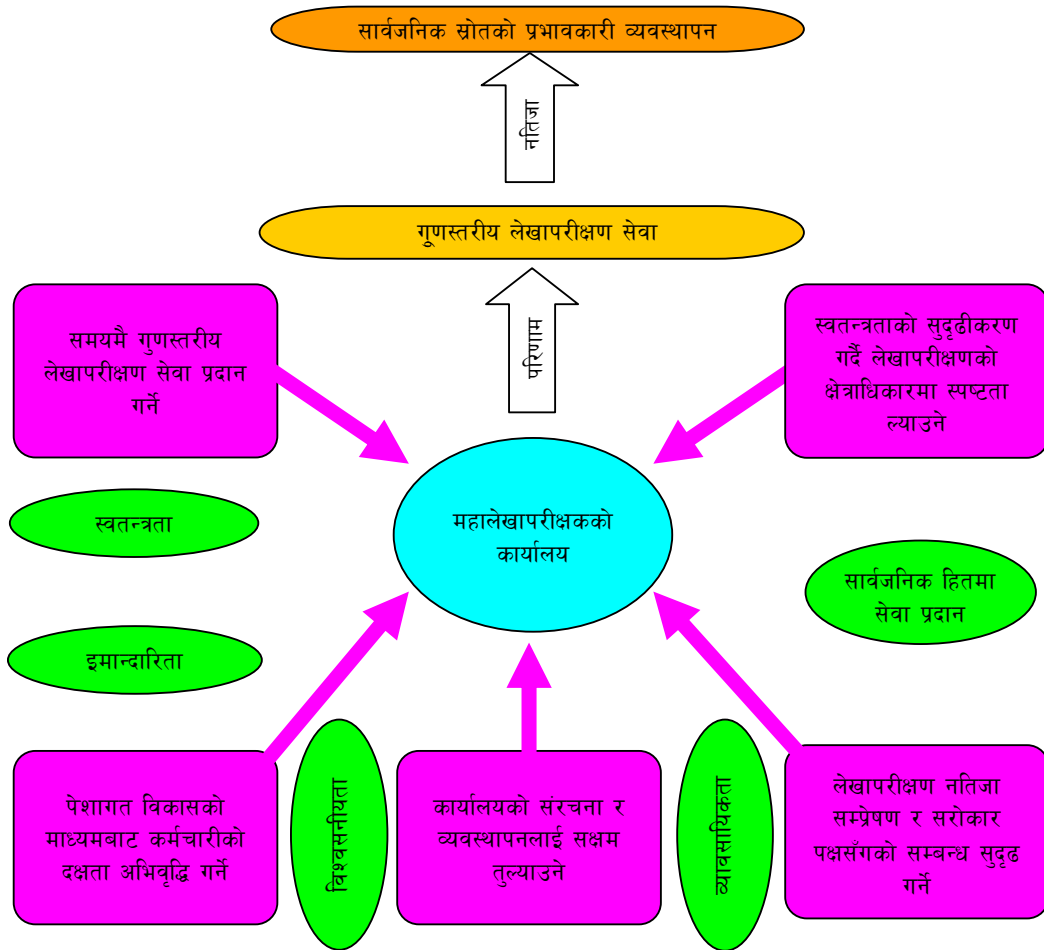 सार्वजनिक स्रोतको प्रभावकारी व्यवस्थापन
नतिजा
गूणस्तरीय लेखापरीक्षण सेवा
परिणाम
समयमै गुणस्तरीय
लेखापरीक्षण सेवा प्रदान
गर्ने
स्वतन्त्रताको सुदृढीकरण
गर्दै लेखापरीक्षणको
क्षेत्राधिकारमा स्पष्टता
ल्याउने
महालेखापरीक्षकको
कार्यालय
स्वतन्त्रता
सार्वजनिक हितमा
सेवा प्रदान
इमान्दारिता
पेशागत विकासको
माध्यमबाट कर्मचारीको
दक्षता अभिवृद्धि गर्ने
विश्वसनीयता
कार्यालयको संरचना र
व्यवस्थापनलाई सक्षम
तुल्याउने
व्यावसायिकता
लेखापरीक्षण नतिजा
सम्प्रेषण र सरोकार
पक्षसँगको सम्बन्ध सुदृढ
गर्ने